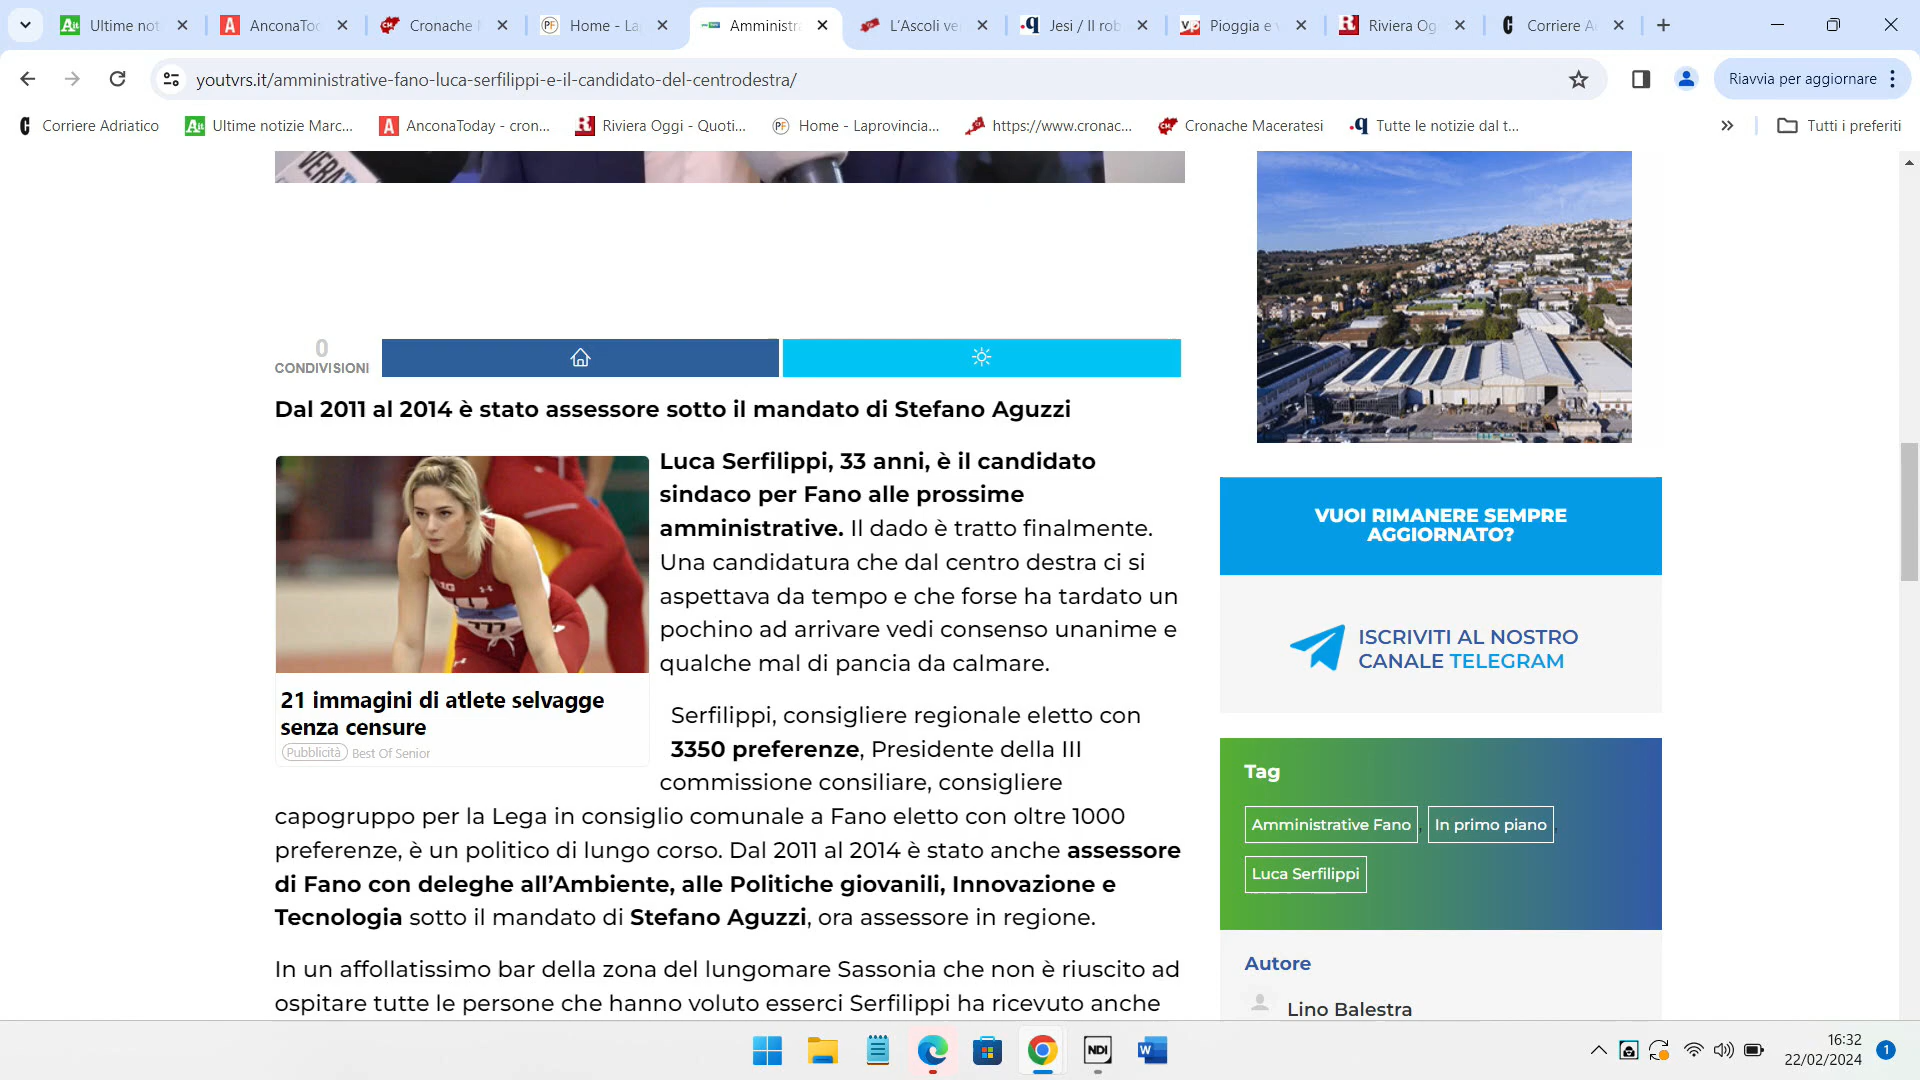 Ultime not
AnconaToc
Cronache
Home - La
Amministra
L'Ascoli ve
Jesi / Il rob
Pioggia e v
Riviera Og
Corriere A
youtvrs.it/amministrative-fano-luca-serfilippi-e-il-candidato-del-centrodestra/
Riavvia per aggiornare
Corriere Adriatico
Ultime notizie Marc...
AnconaToday - cron...
Riviera Oggi - Quoti...
Home - Laprovincia...
https://www.cronac...
Cronache Maceratesi
Tutte le notizie dal t...
Tutti i preferiti
VERA
0
CONDIVISIONI
Dal 2011 al 2014 è stato assessore sotto il mandato di Stefano Aguzzi
21 immagini di atlete selvagge
senza censure
Pubblicità Best Of Senior
Luca Serfilippi, 33 anni, è il candidato
sindaco per Fano alle prossime
amministrative. Il dado è tratto finalmente.
Una candidatura che dal centro destra ci si
aspettava da tempo e che forse ha tardato un
pochino ad arrivare vedi consenso unanime e
qualche mal di pancia da calmare.
Serfilippi, consigliere regionale eletto con
3350 preferenze, Presidente della III
commissione consiliare, consigliere
capogruppo per la Lega in consiglio comunale a Fano eletto con oltre 1000
preferenze, è un politico di lungo corso. Dal 2011 al 2014 è stato anche assessore
di Fano con deleghe all’Ambiente, alle Politiche giovanili, Innovazione e
Tecnologia sotto il mandato di Stefano Aguzzi, ora assessore in regione.
In un affollatissimo bar della zona del lungomare Sassonia che non è riuscito ad
ospitare tutte le persone che hanno voluto esserci Serfilippi ha ricevuto anche
VUOI RIMANERE SEMPRE
AGGIORNATO?
ISCRIVITI AL NOSTRO
CANALE TELEGRAM
Tag
Amministrative Fano, In primo piano,
Luca Serfilippi
Autore
Lino Balestra
NDI
16:32
22/02/2024
1